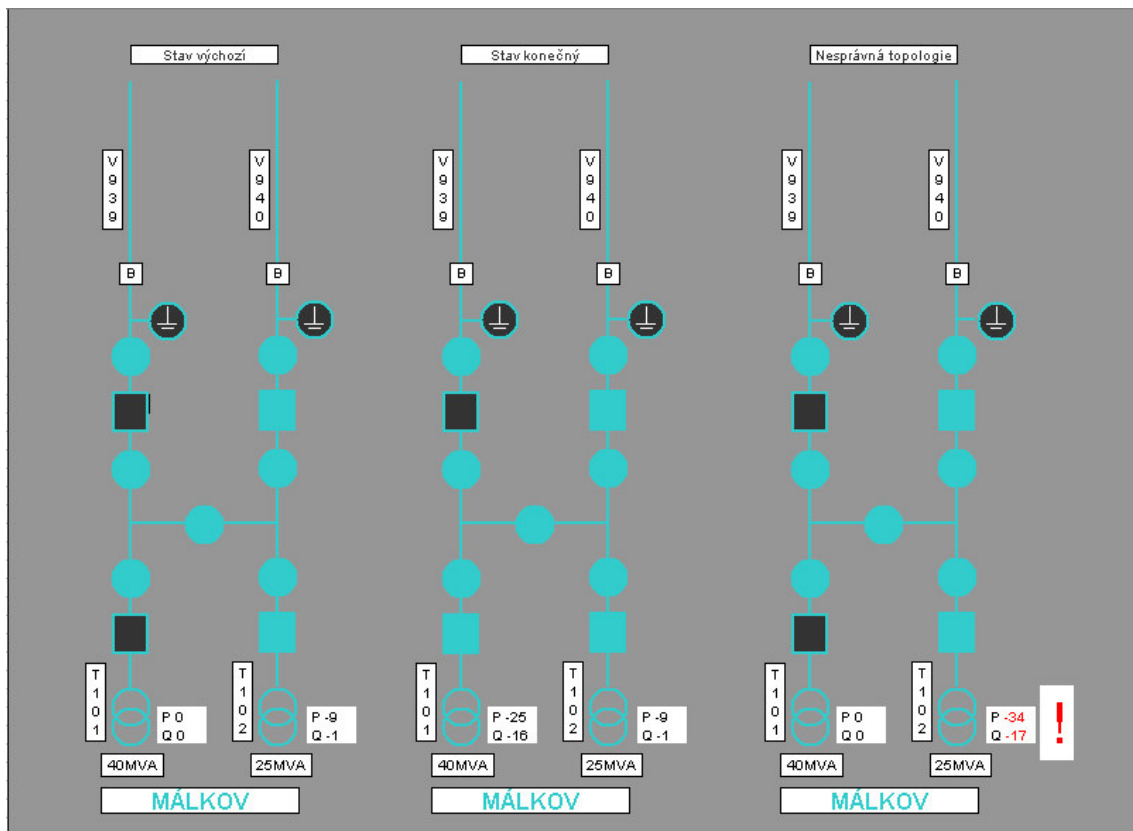 Stav výchozí
V939
V940
B
B
T101
P 0
Q 0
T102
P -9
Q -1
40MVA
25MVA
MÁLKOV
Stav konečný
V939
V940
B
B
T101
P -25
Q -16
T102
P -9
Q -1
40MVA
25MVA
MÁLKOV
Nesprávná topologie
V939
V940
B
B
T101
P 0
Q 0
T102
P -34
Q -17
!
40MVA
25MVA
MÁLKOV